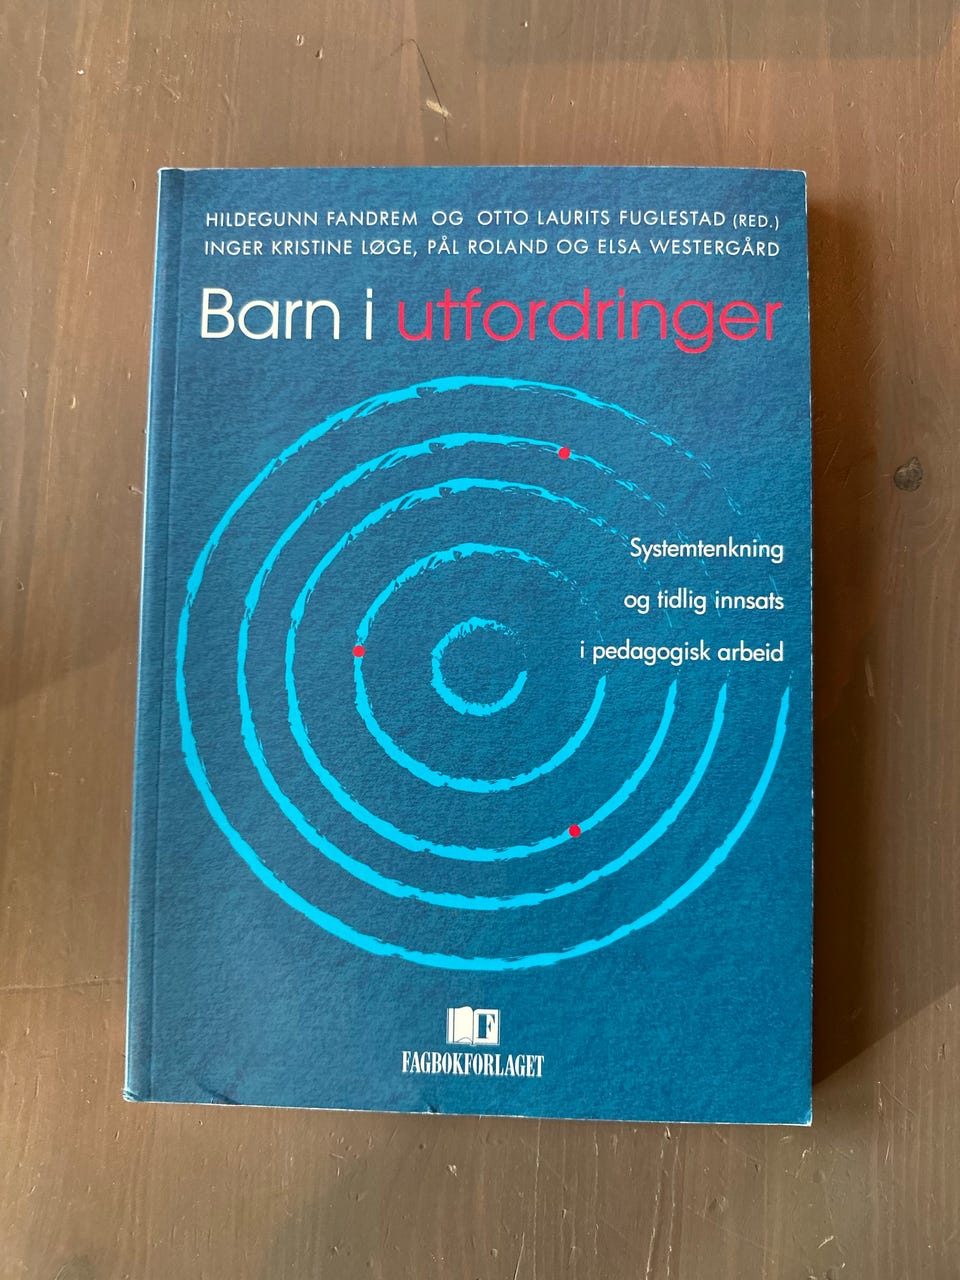 HILDEGUNN FANDREM OG OTTO LAURITS FUGLESTAD (RED.)
INGER KRISTINE LØGE, PÅL ROLAND OG ELSA WESTERGÅRD
Barn i utfordringer
Systemtenkning
og tidlig innsats
i pedagogisk arbeid
F
FAGBOKFORLAGET